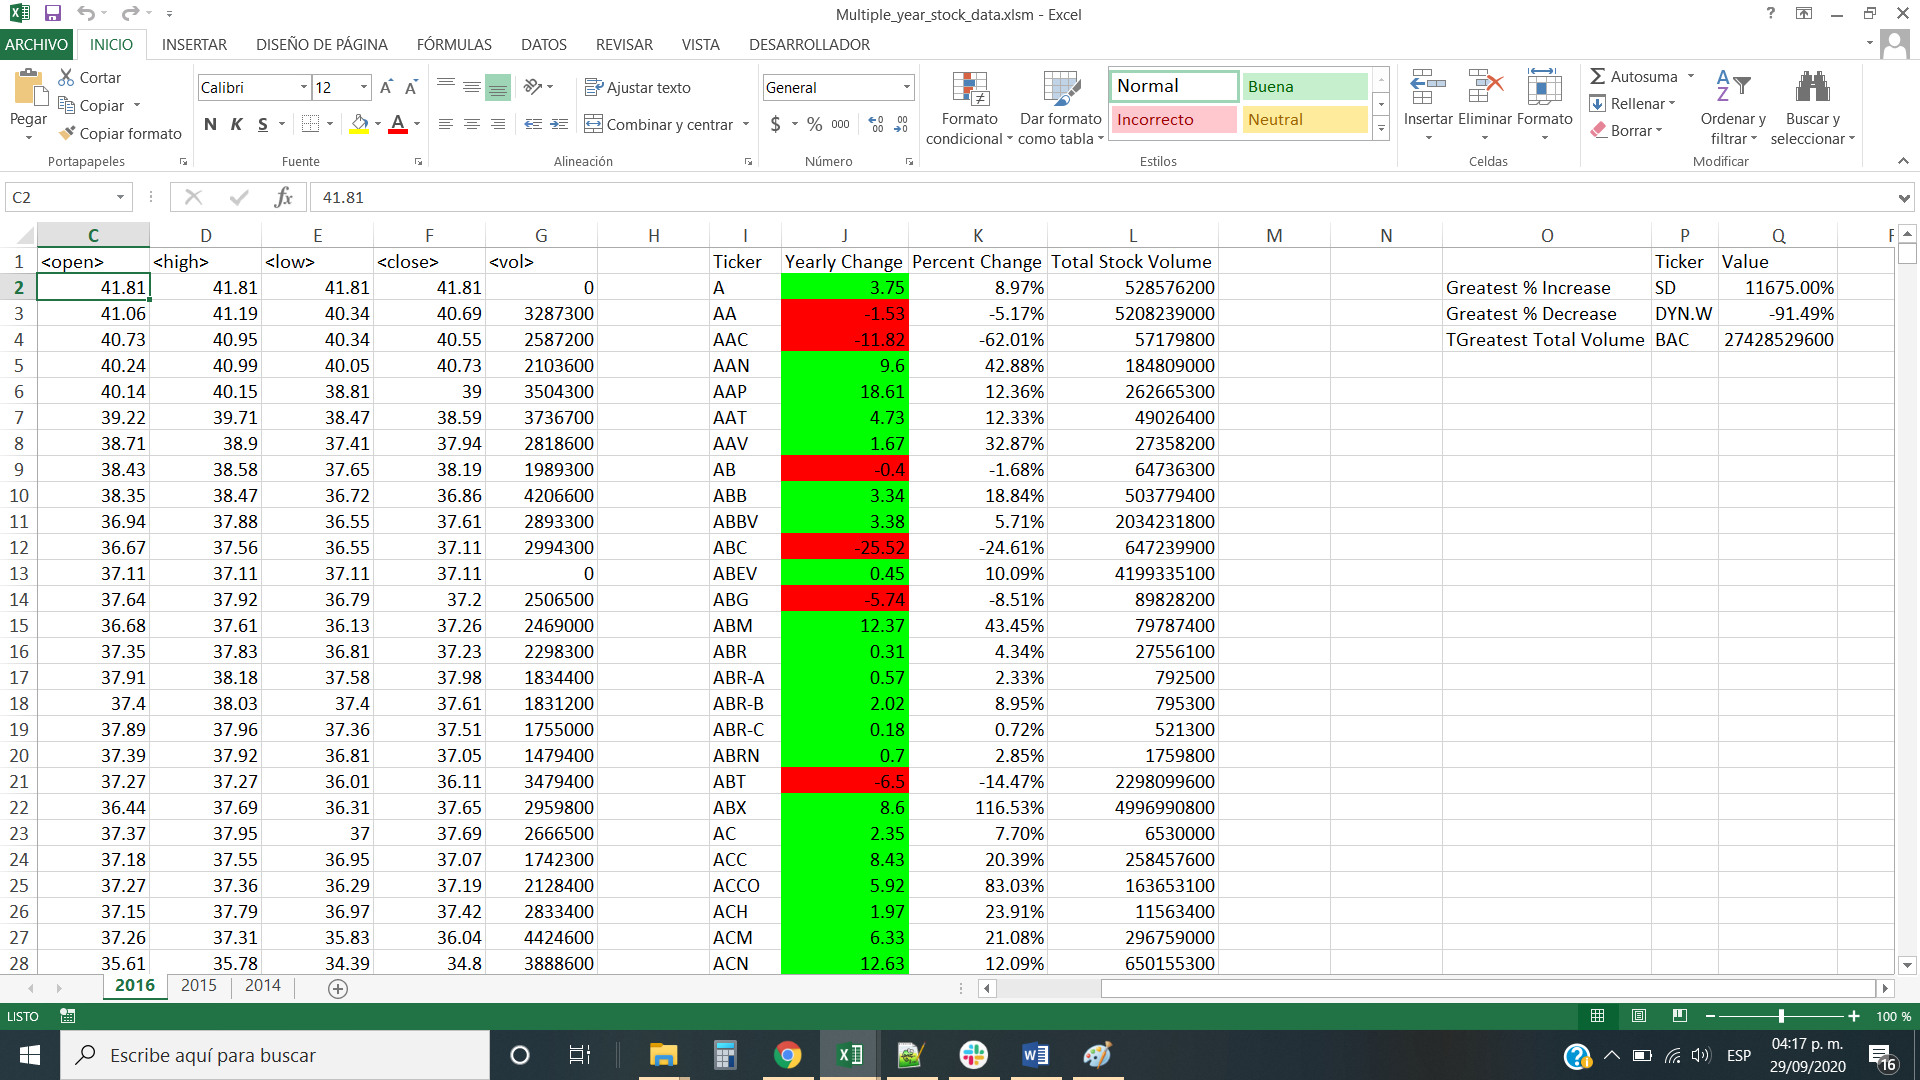 Multiple_year_stock_data.xlsm - Excel
?
ARCHIVO INICIO INSERTAR DISEÑO DE PÁGINA FÓRMULAS DATOS REVISAR VISTA DESARROLLADOR
Pegar
Cortar
Copiar
Copiar formato
Portapapeles
Calibri 12
N K S
Fuente
Ajustar texto
Combinar y centrar
Alineación
General
$ % 000
Número
Formato condicional
Dar formato como tabla
Normal Buena
Incorrecto Neutral
Estilos
Insertar Eliminar Formato
Celdas
Autosuma
Rellenar
Borrar
Ordenar y filtrar
Buscar y seleccionar
Modificar
C2 fx 41.81
C D E F G H I J K L M N O P Q
1 <open> <high> <low> <close> <vol> Ticker Yearly Change Percent Change Total Stock Volume Ticker Value
2 41.81 41.81 41.81 41.81 0 A 3.75 8.97% 528576200 Greatest % Increase SD 11675.00%
3 41.06 41.19 40.34 40.69 3287300 AA -1.53 -5.17% 5208239000 Greatest % Decrease DYN.W -91.49%
4 40.73 40.95 40.34 40.55 2587200 AAC -11.82 -62.01% 57179800 TGreatest Total Volume BAC 27428529600
5 40.24 40.99 40.05 40.73 2103600 AAN 9.6 42.88% 184809000
6 40.14 40.15 38.81 39 3504300 AAP 18.61 12.36% 262665300
7 39.22 39.71 38.47 38.59 3736700 AAT 4.73 12.33% 49026400
8 38.71 38.9 37.41 37.94 2818600 AAV 1.67 32.87% 27358200
9 38.43 38.58 37.65 38.19 1989300 AB -0.4 -1.68% 64736300
10 38.35 38.47 36.72 36.86 4206600 ABB 3.34 18.84% 503779400
11 36.94 37.88 36.55 37.61 2893300 ABBV 3.38 5.71% 2034231800
12 36.67 37.56 36.55 37.11 2994300 ABC -25.52 -24.61% 647239900
13 37.11 37.11 37.11 37.11 0 ABEV 0.45 10.09% 4199335100
14 37.64 37.92 36.79 37.2 2506500 ABG -5.74 -8.51% 89828200
15 36.68 37.61 36.13 37.26 2469000 ABM 12.37 43.45% 79787400
16 37.35 37.83 36.81 37.23 2298300 ABR 0.31 4.34% 27556100
17 37.91 38.18 37.58 37.98 1834400 ABR-A 0.57 2.33% 792500
18 37.4 38.03 37.4 37.61 1831200 ABR-B 2.02 8.95% 795300
19 37.89 37.96 37.36 37.51 1755000 ABR-C 0.18 0.72% 521300
20 37.39 37.92 36.81 37.05 1479400 ABRN 0.7 2.85% 1759800
21 37.27 37.27 36.01 36.11 3479400 ABT -6.5 -14.47% 2298099600
22 36.44 37.69 36.31 37.65 2959800 ABX 8.6 116.53% 4996990800
23 37.37 37.95 37 37.69 2666500 AC 2.35 7.70% 6530000
24 37.18 37.55 36.95 37.07 1742300 ACC 8.43 20.39% 258457600
25 37.27 37.36 36.29 37.19 2128400 ACCO 5.92 83.03% 163653100
26 37.15 37.79 36.97 37.42 2833400 ACH 1.97 23.91% 11563400
27 37.26 37.31 35.83 36.04 4424600 ACM 6.33 21.08% 296759000
28 35.61 35.78 34.39 34.8 3888600 ACN 12.63 12.09% 650155300
2016 2015 2014
LISTO 100 %
Escribe aquí para buscar
ESP
04:17 p. m.
29/09/2020
16